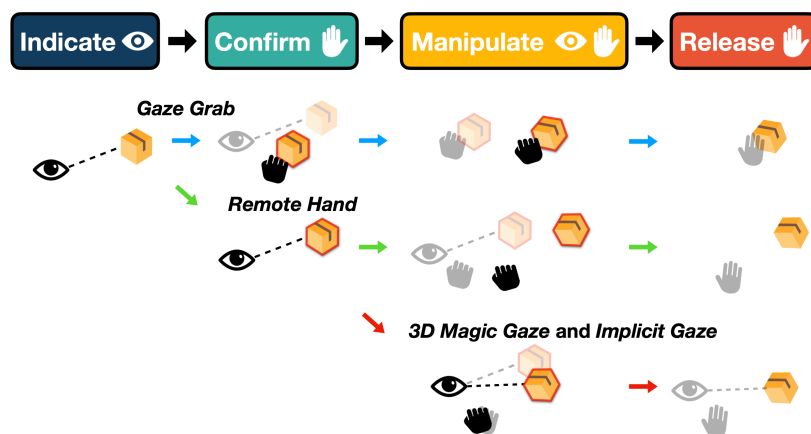 Indicate
Confirm
Manipulate
Release
Gaze Grab
Remote Hand
3D Magic Gaze and Implicit Gaze